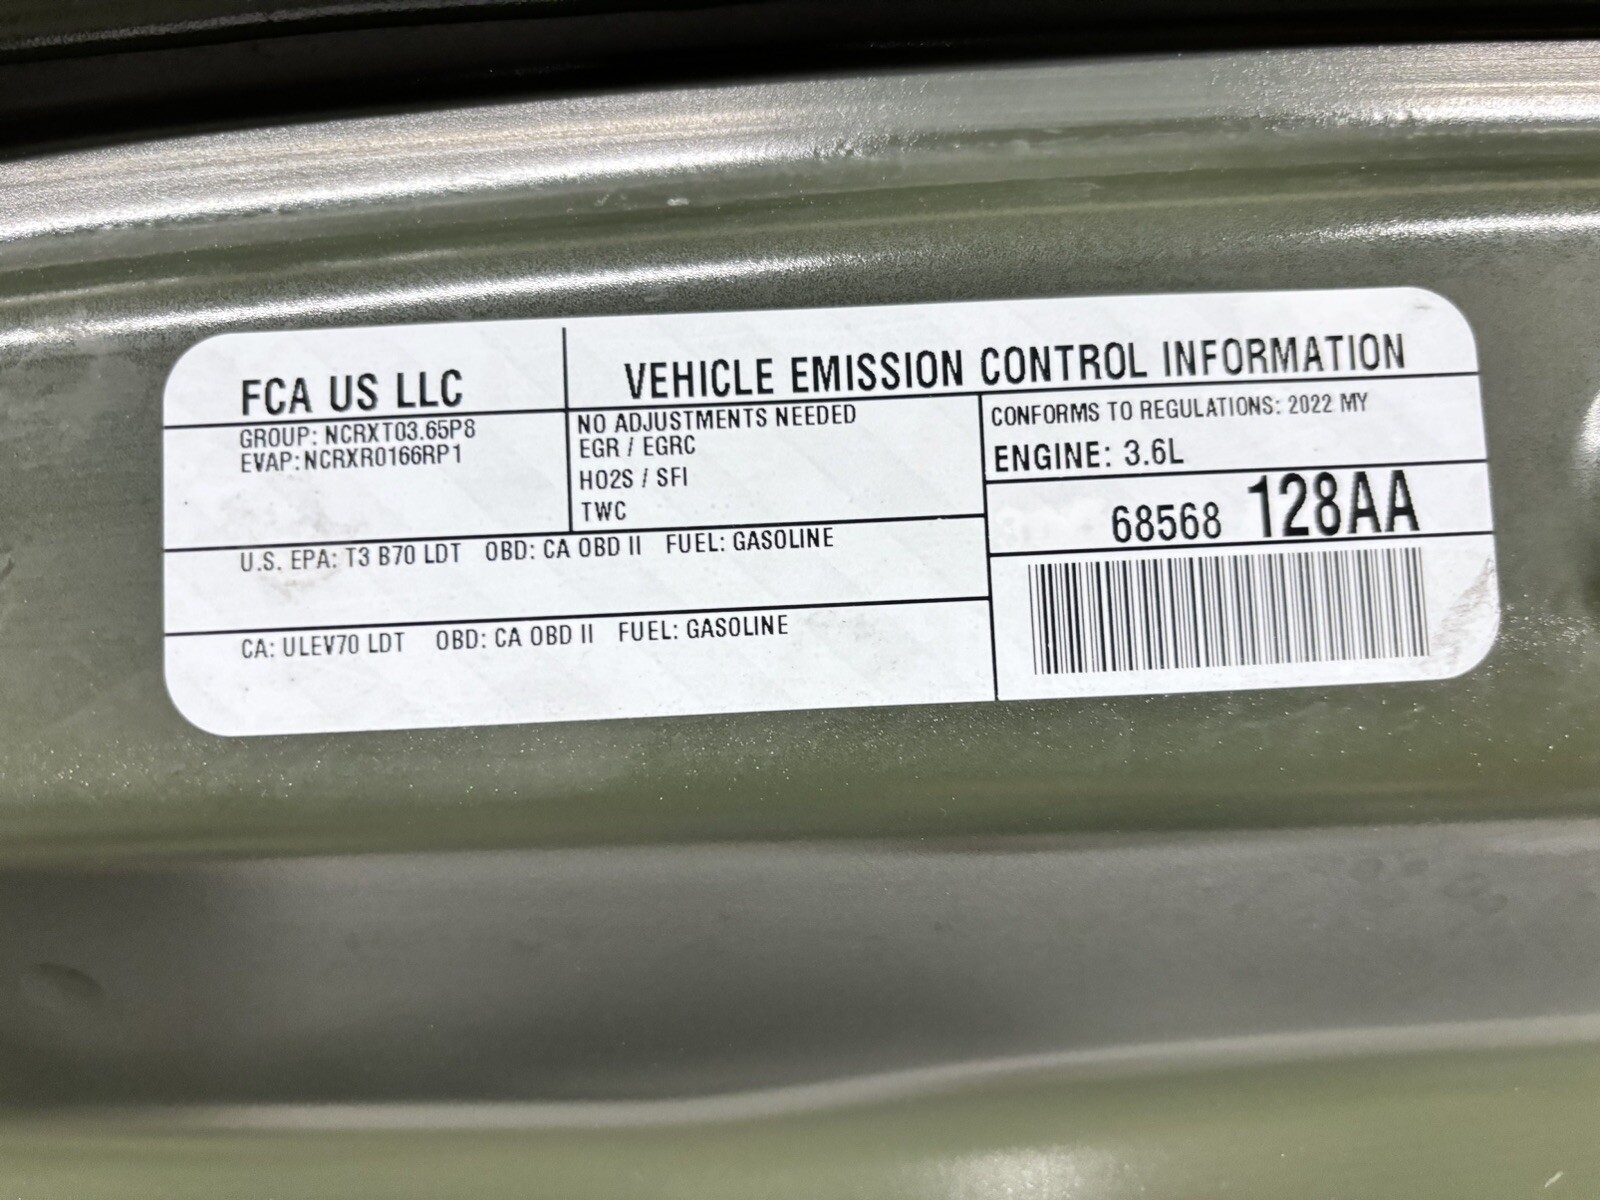 FCA US LLC
VEHICLE EMISSION CONTROL INFORMATION
GROUP: NCRXT03.65P8
EVAP:NCRXR0166RP1
NO ADJUSTMENTS NEEDED
EGR / EGRC
HO2S / SFI
TWC
CONFORMS TO REGULATIONS: 2022 MY
ENGINE: 3.6L
68568 128AA
U.S. EPA: T3 B70 LDT OBD: CA OBD II FUEL: GASOLINE
CA: ULEV70 LDT OBD: CA OBD II FUEL: GASOLINE